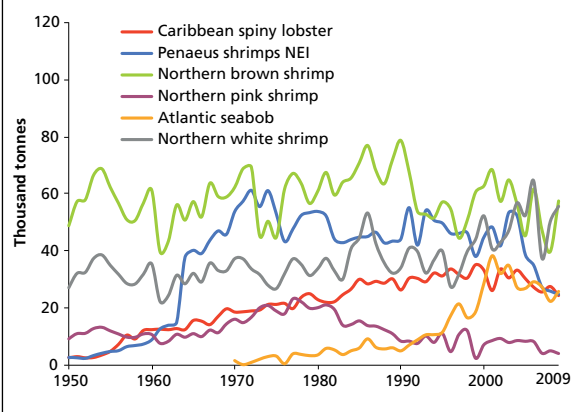 Thousand tonnes
120
100
80
60
40
20
0
Caribbean spiny lobster
Penaeus shrimps NEI
Northern brown shrimp
Northern pink shrimp
Atlantic seabob
Northern white shrimp
1950 1960 1970 1980 1990 2000 2009